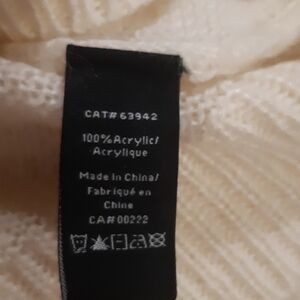 CAT# 63942
100% Acrylic/
Acrylique
Made in China/
Fabriqué en
Chine
CA# 00222